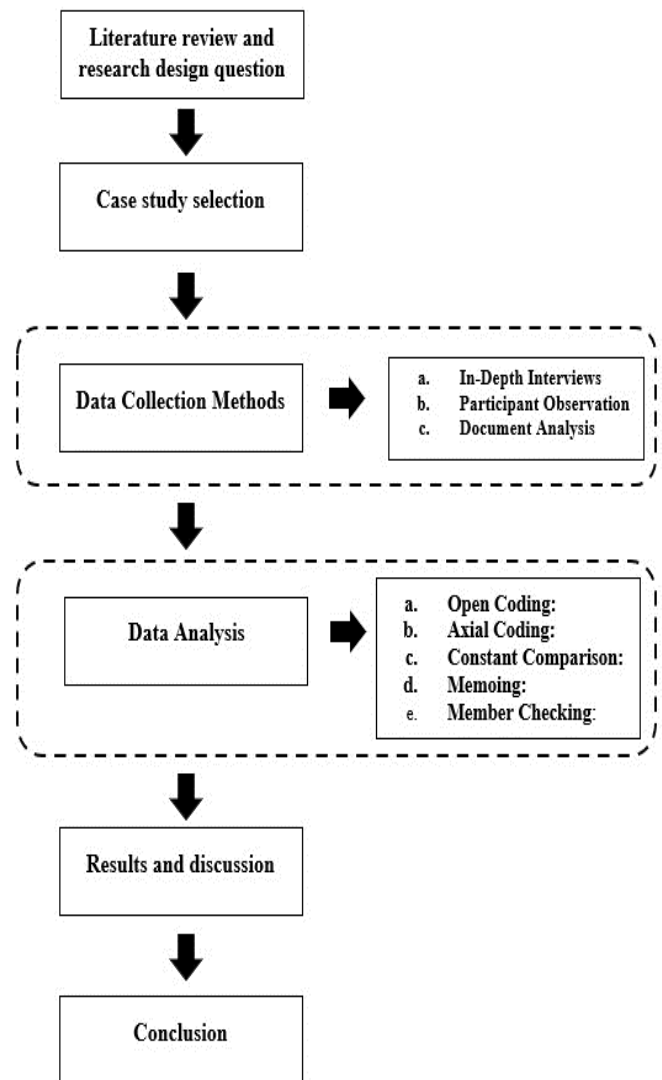 Literature review and
research design question
Case study selection
Data Collection Methods
a. In-Depth Interviews
b. Participant Observation
c. Document Analysis
Data Analysis
a. Open Coding:
b. Axial Coding:
c. Constant Comparison:
d. Memoing:
e. Member Checking:
Results and discussion
Conclusion